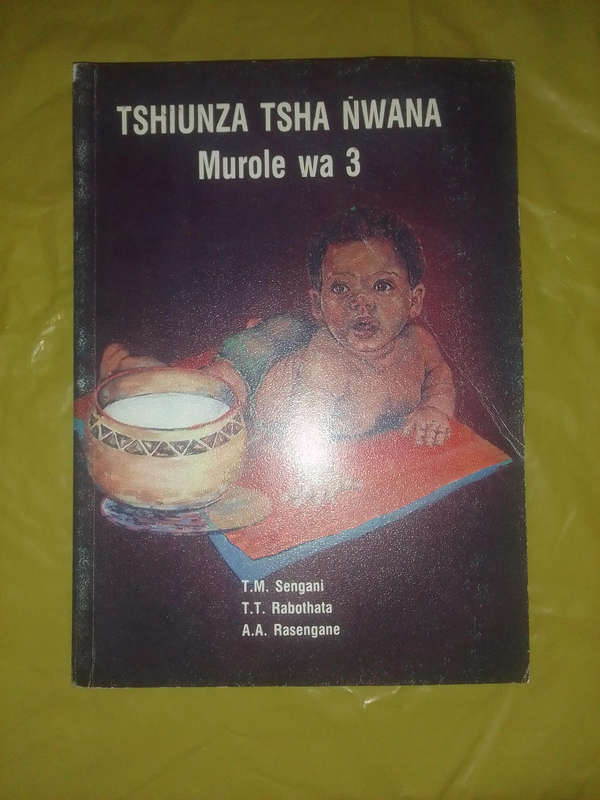 TSHIUNZA TSHA ṄWANA
Murole wa 3
T.M. Sengani
T.T. Rabothata
A.A. Rasengane